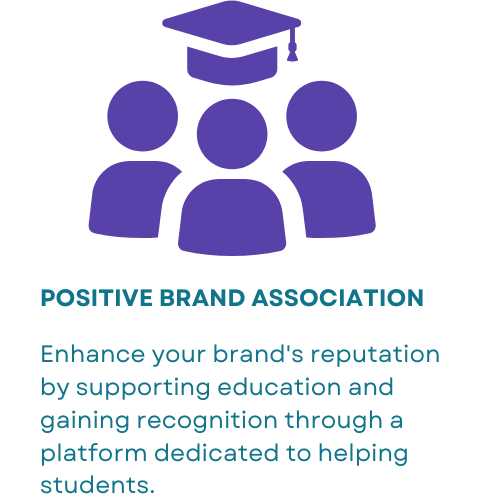 POSITIVE BRAND ASSOCIATION
Enhance your brand's reputation
by supporting education and
gaining recognition through a
platform dedicated to helping
students.